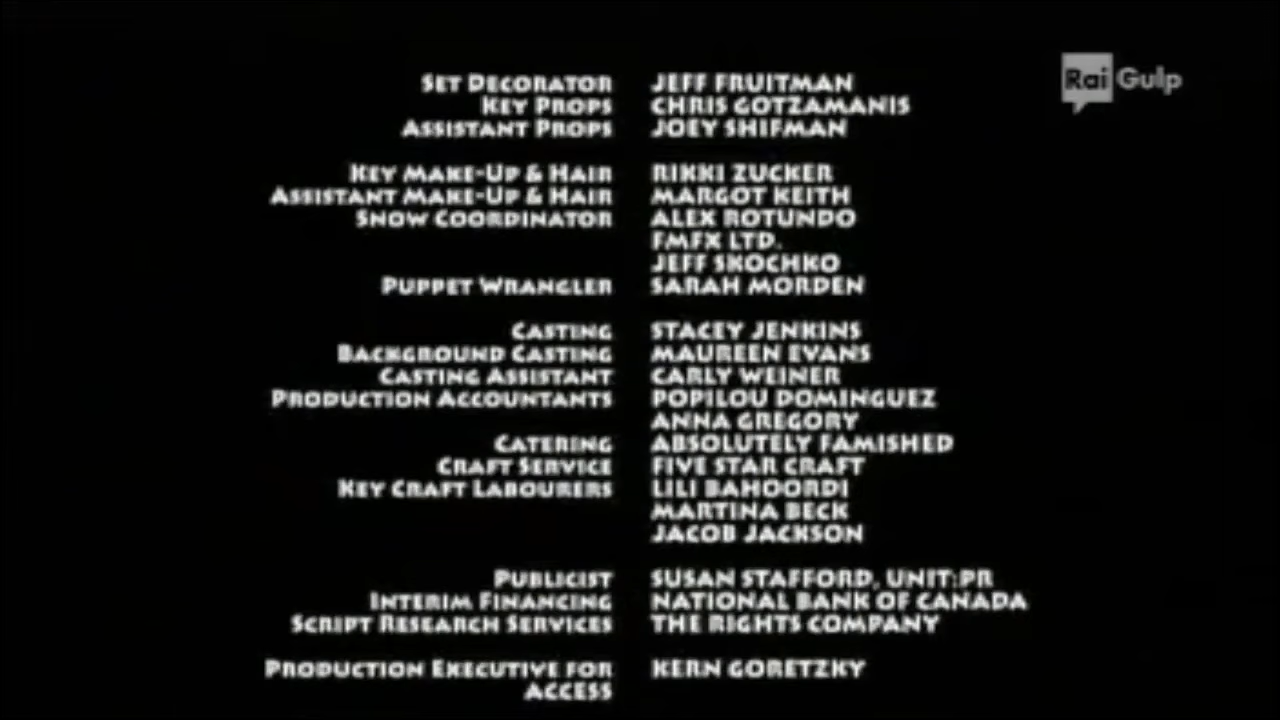 Set Decorator JEFF FRUITMAN
Key Props CHRIS GOTZAMANIS
Assistant Props JOEY SHIFMAN
Key Make-Up & Hair RIKKI ZUCKER
Assistant Make-Up & Hair MARGOT KEITH
Snow Coordinator ALEX ROTUNDO
FMFX LTD.
JEFF SKOCHKO
Puppet Wrangler SARAH MORDEN
Casting STACEY JENKINS
Background Casting MAUREEN EVANS
Casting Assistant CARLY WEINER
Production Accountants POPILOU DOMINGUEZ
ANNA GREGORY
Catering ABSOLUTELY FAMISHED
Craft Service FIVE STAR CRAFT
Key Craft Labourers LILI BAHOORDI
MARTINA BECK
JACOB JACKSON
Publicist SUSAN STAFFORD, UNIT:PR
Interim Financing NATIONAL BANK OF CANADA
Script Research Services THE RIGHTS COMPANY
Production Executive for KERN GORETZKY
ACCESS
Rai Gulp